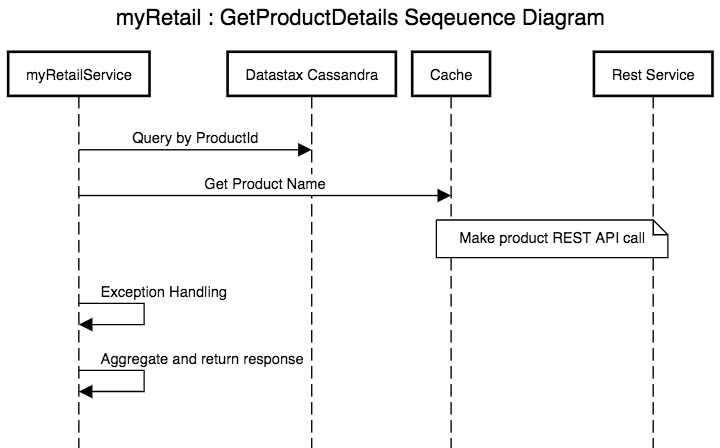 myRetail : GetProductDetails Seqeuence Diagram
myRetailService
Datastax Cassandra
Cache
Rest Service
Query by ProductId
Get Product Name
Make product REST API call
Exception Handling
Aggregate and return response